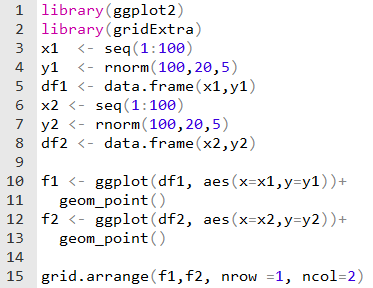 1 library(ggplot2)
2 library(gridExtra)
3 x1  <- seq(1:100)
4 y1  <- rnorm(100,20,5)
5 df1 <- data.frame(x1,y1)
6 x2 <- seq(1:100)
7 y2 <- rnorm(100,20,5)
8 df2 <- data.frame(x2,y2)
9
10 f1 <- ggplot(df1, aes(x=x1,y=y1))+
11   geom_point()
12 f2 <- ggplot(df2, aes(x=x2,y=y2))+
13   geom_point()
14
15 grid.arrange(f1,f2, nrow =1, ncol=2)